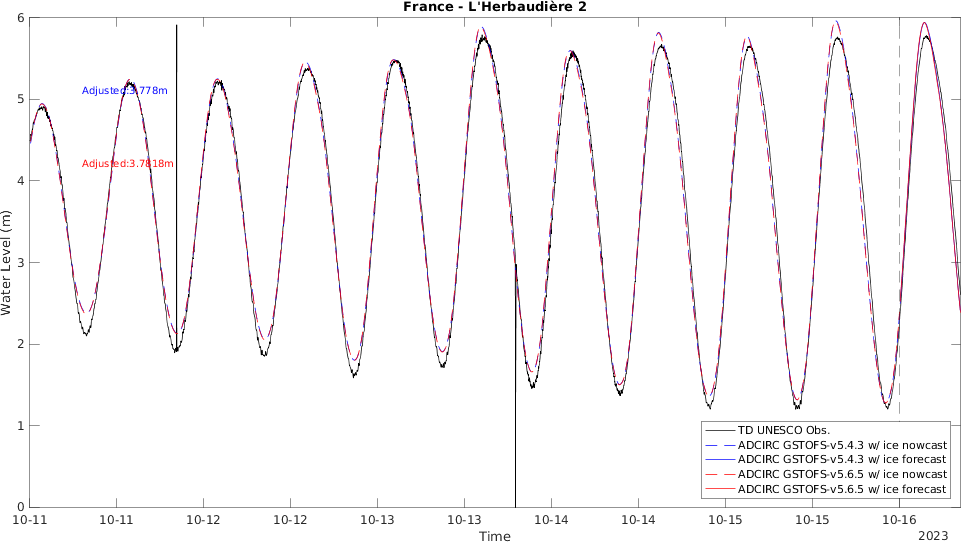 France - L'Herbaudière 2
6
5
4
3
2
1
0
Water Level (m)
Adjusted:3.778m
Adjusted:3.7818m
TD UNESCO Obs.
ADCIRC GSTOFS-v5.4.3 w/ ice nowcast
ADCIRC GSTOFS-v5.4.3 w/ ice forecast
ADCIRC GSTOFS-v5.6.5 w/ ice nowcast
ADCIRC GSTOFS-v5.6.5 w/ ice forecast
10-11 10-11 10-12 10-12 10-13 10-13 10-14 10-14 10-15 10-15 10-16
Time
2023